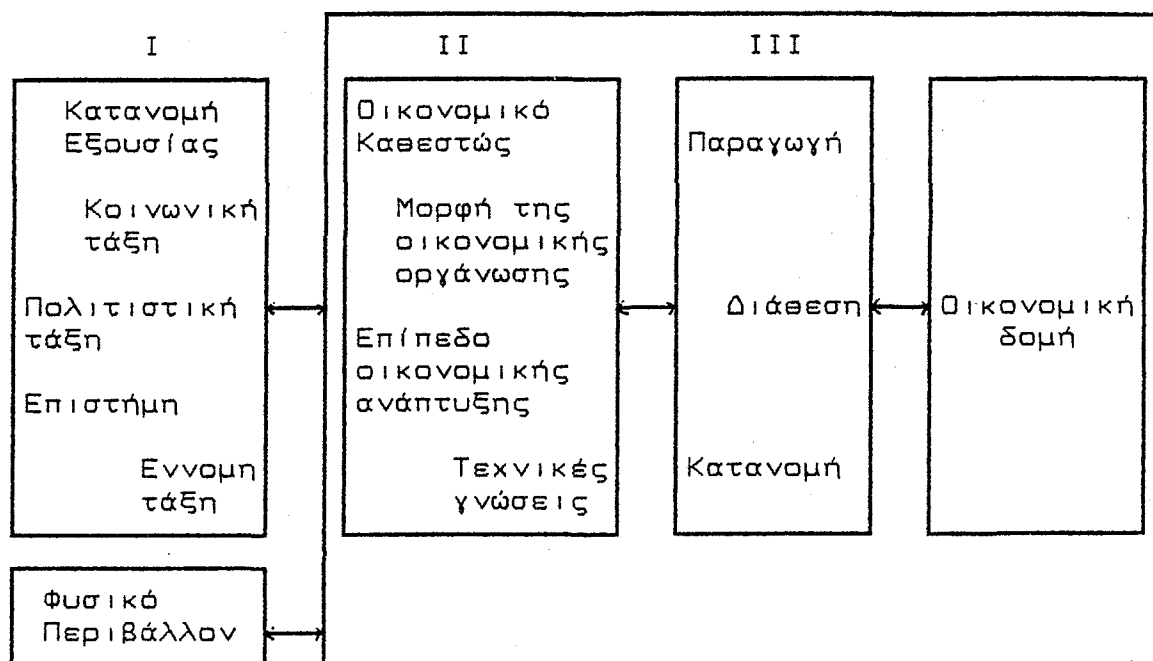 I
II
III
Κατανομή
Εξουσίας
Κοινωνική
τάξη
Πολιτιστική
τάξη
Επιστήμη
Εννομη
τάξη
Οικονομικό
Καθεστώς
Μορφή της
οικονομικής
οργάνωσης
Επίπεδο
οικονομικής
ανάπτυξης
Τεχνικές
γνώσεις
Παραγωγή
Διάθεση
Κατανομή
Οικονομική
δομή
Φυσικό
Περιβάλλον